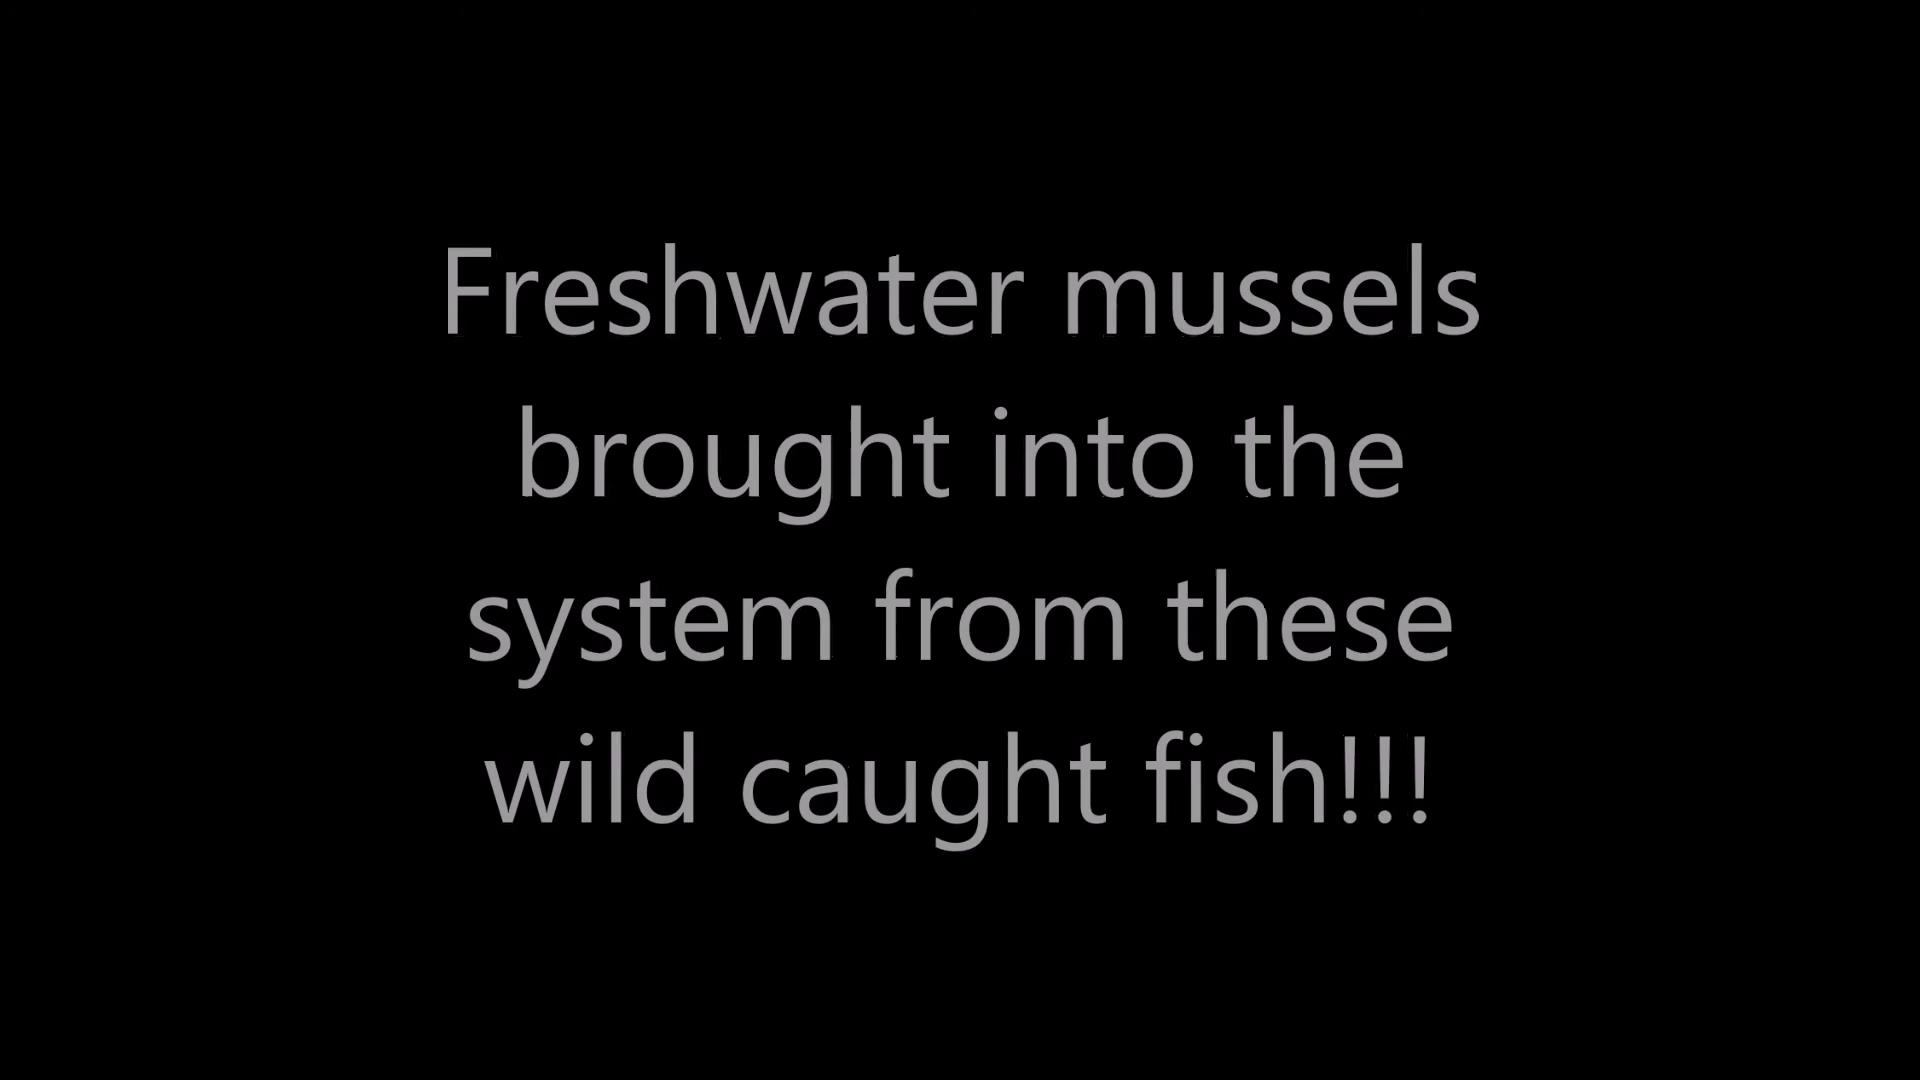 Freshwater mussels
brought into the
system from these
wild caught fish!!!